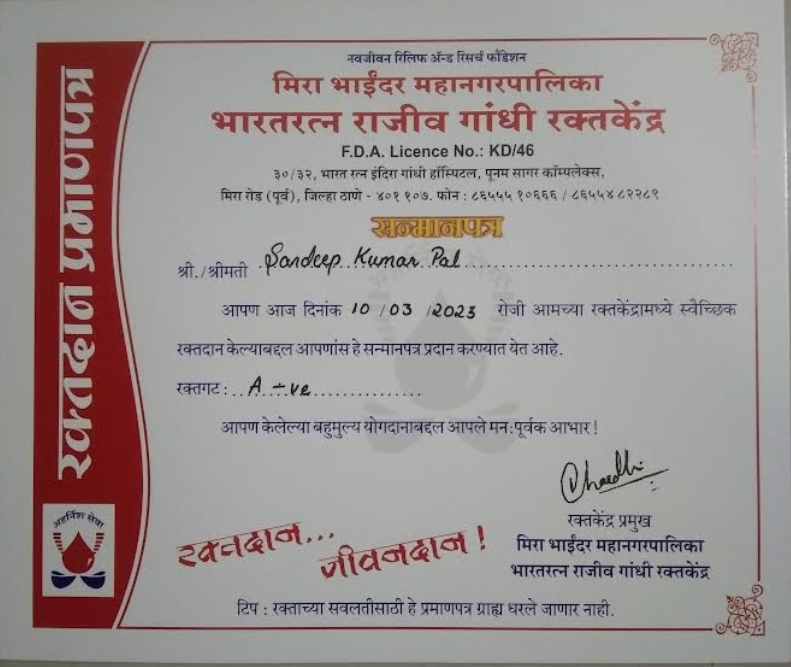 रक्तदान प्रमाणपत्र
नवजीवन रिलिफ ॲन्ड रिसर्च फौंडेशन
मिरा भाईंदर महानगरपालिका
भारतरत्न राजीव गांधी रक्तकेंद्र
F.D.A. Licence No.: KD/46
३०/३२, भारत रत्न इंदिरा गांधी हॉस्पिटल, पूनम सागर कॉम्पलेक्स,
मिरा रोड (पूर्व), जिल्हा ठाणे - ४०१ १०७. फोन : ८६५५५ १०६६६ / ८६५५४ ८२२८९
सन्मानपत्र
श्री./श्रीमती Sandeep Kumar Pal
आपण आज दिनांक 10 / 03 / 2023 रोजी आमच्या रक्तकेंद्रामध्ये स्वैच्छिक
रक्तदान केल्याबद्दल आपणांस हे सन्मानपत्र प्रदान करण्यात येत आहे.
रक्तगट : A +ve
आपण केलेल्या बहुमुल्य योगदानाबद्दल आपले मन:पूर्वक आभार !
रक्तकेंद्र प्रमुख
मिरा भाईंदर महानगरपालिका
भारतरत्न राजीव गांधी रक्तकेंद्र
अहर्निश सेवा
रक्तदान...
जीवनदान !
टिप : रक्ताच्या सवलतीसाठी हे प्रमाणपत्र ग्राह्य धरले जाणार नाही.